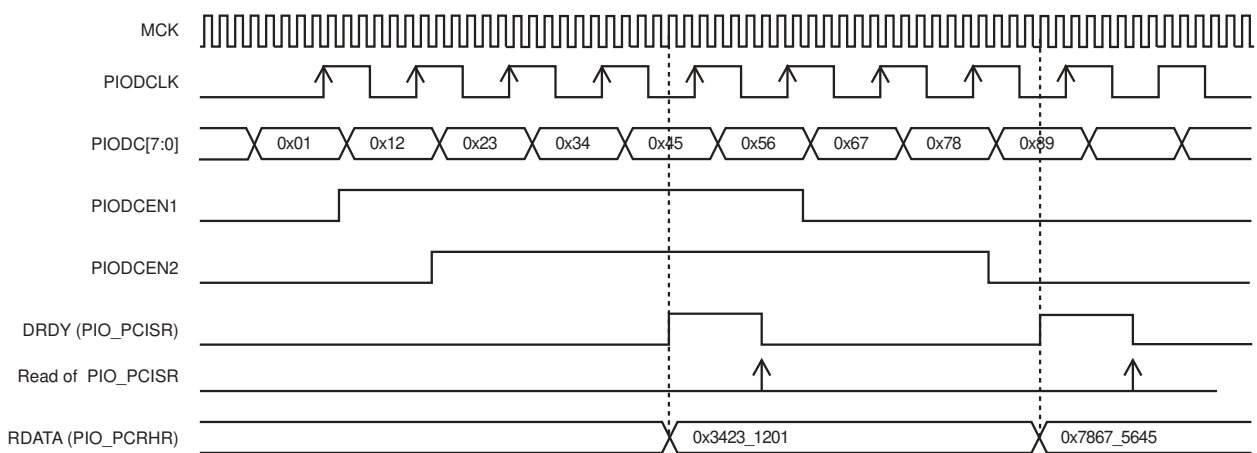 MCK
PIODCLK
PIODC[7:0] 0x01 0x12 0x23 0x34 0x45 0x56 0x67 0x78 0x89
PIODCEN1
PIODCEN2
DRDY (PIO_PCISR)
Read of PIO_PCISR
RDATA (PIO_PCRHR) 0x3423_1201 0x7867_5645